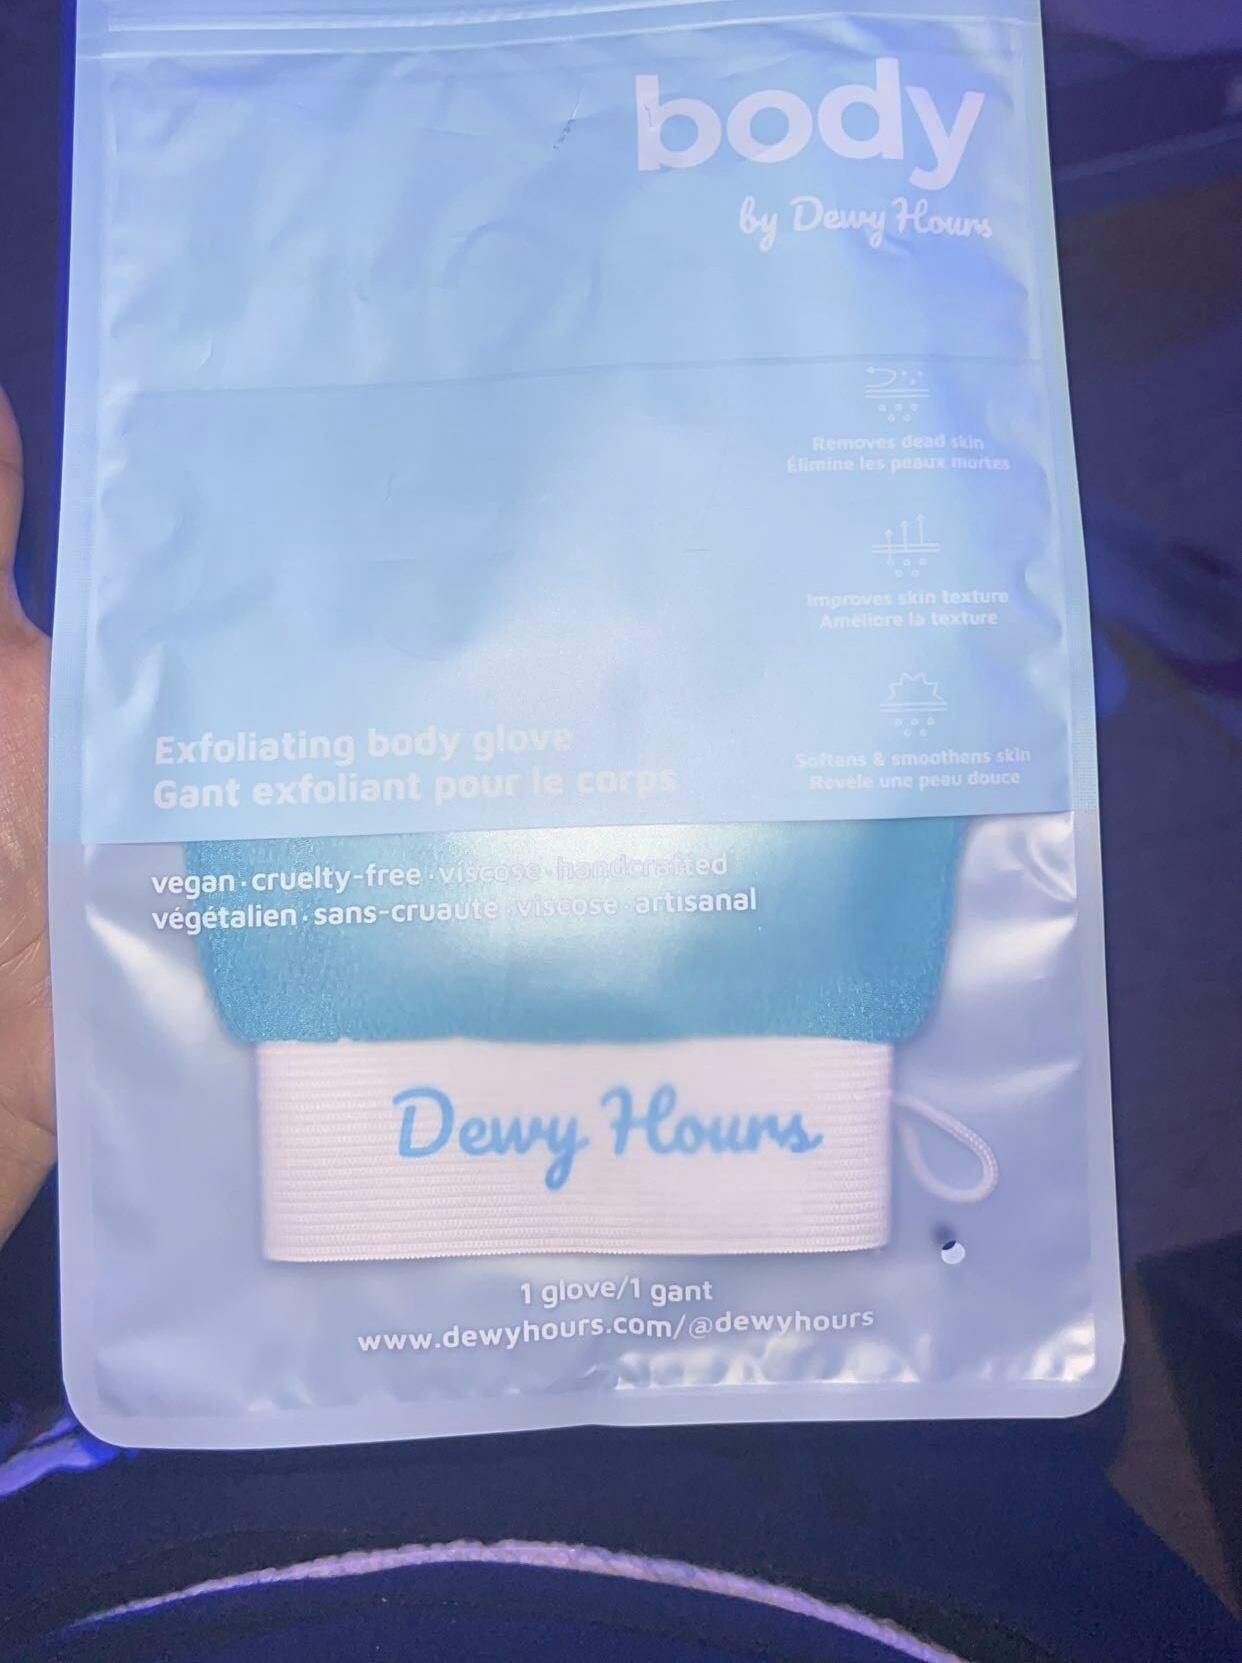 body
by Dewy Hours
Removes dead skin
Élimine les peaux mortes
Improves skin texture
Améliore la texture
Softens & smoothens skin
Révèle une peau douce
Exfoliating body glove
Gant exfoliant pour le corps
vegan · cruelty-free · viscose · handcrafted
végétalien · sans-cruauté · viscose · artisanal
Dewy Hours
1 glove/1 gant
www.dewyhours.com/@dewyhours